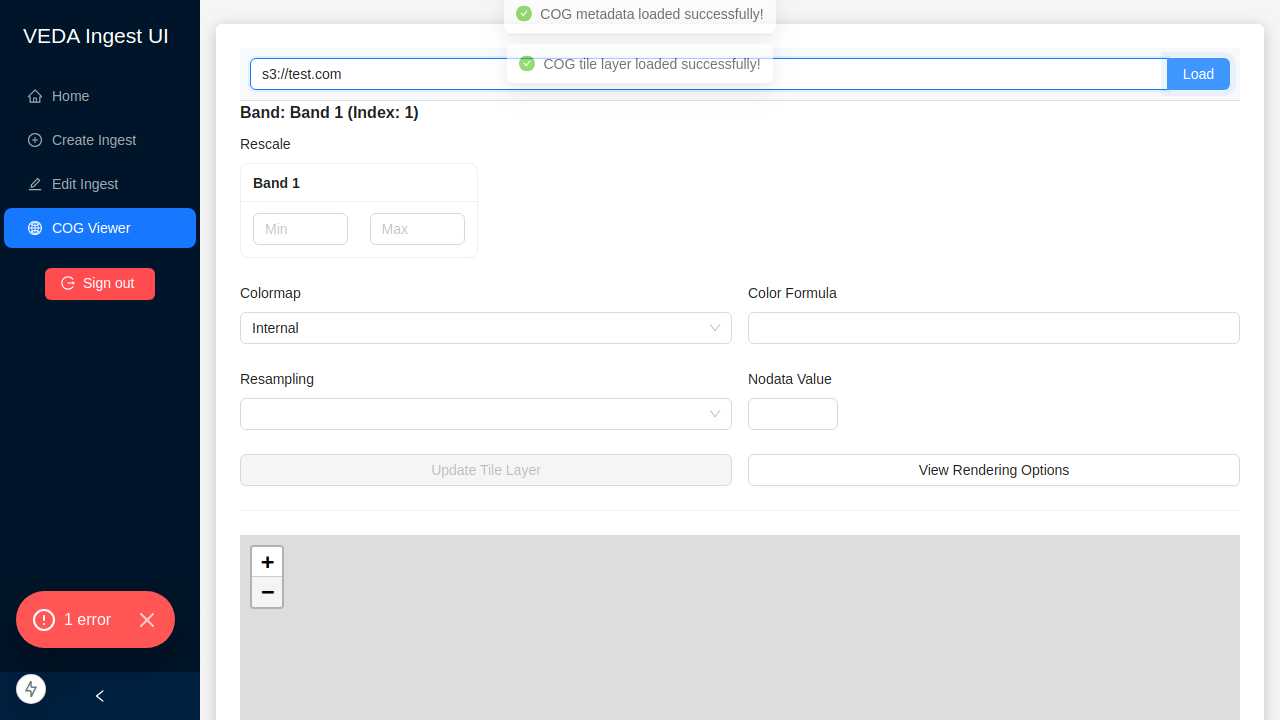 VEDA Ingest UI
Home
Create Ingest
Edit Ingest
COG Viewer
Sign out
1 error
COG metadata loaded successfully!
COG tile layer loaded successfully!
s3://test.com
Load
Band: Band 1 (Index: 1)
Rescale
Band 1
Min
Max
Colormap
Color Formula
Internal
Resampling
Nodata Value
Update Tile Layer
View Rendering Options
+
−